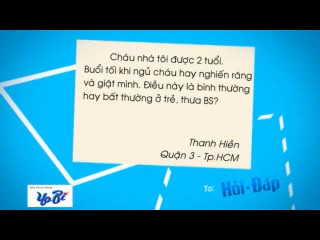 Cháu nhà tôi được 2 tuổi.
Buổi tối khi ngủ cháu hay nghiến răng
và giật mình. Điều này là bình thường
hay bất thường ở trẻ, thưa BS?
Thanh Hiền
Quận 3 - Tp.HCM
To: Hỏi-Đáp